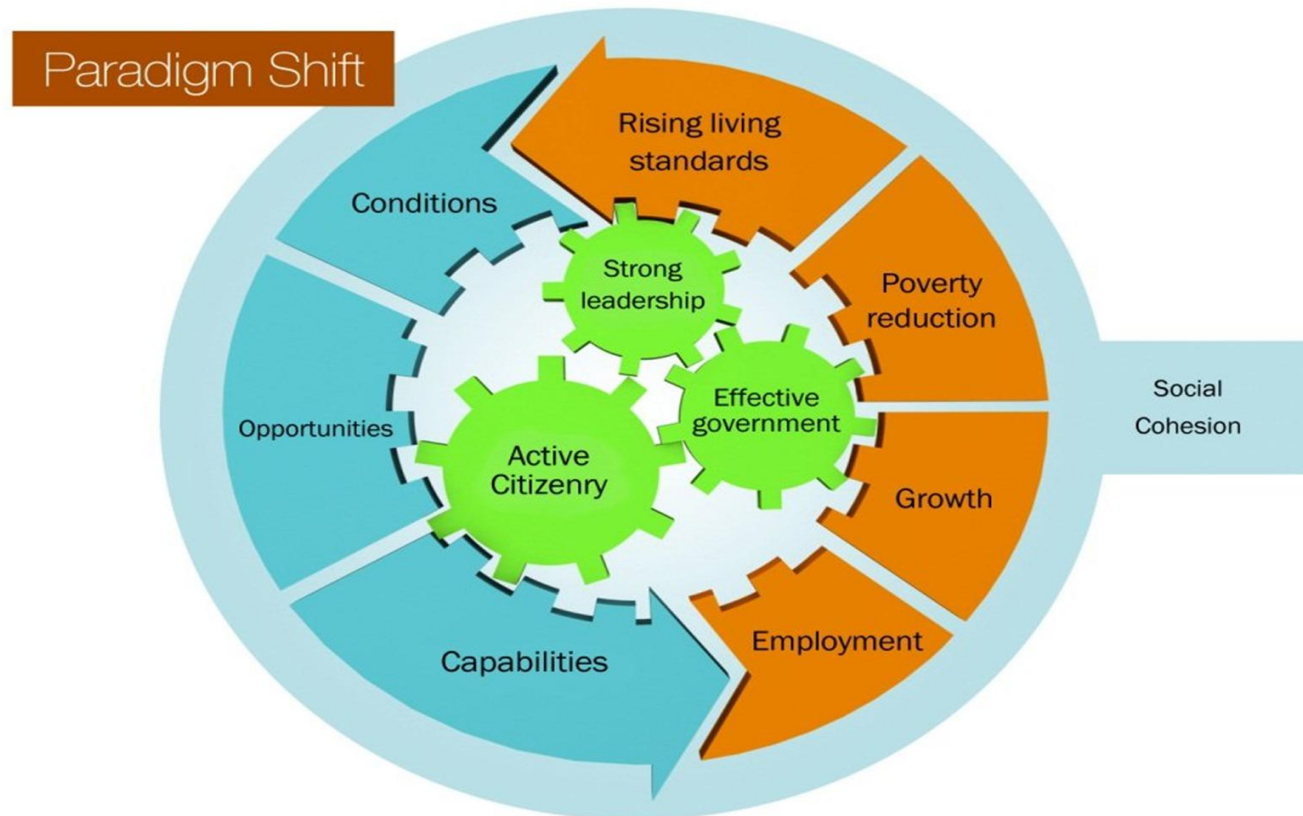 Paradigm Shift
Rising living
standards
Conditions
Strong
leadership
Poverty
reduction
Social
Cohesion
Effective
government
Opportunities
Active
Citizenry
Growth
Employment
Capabilities